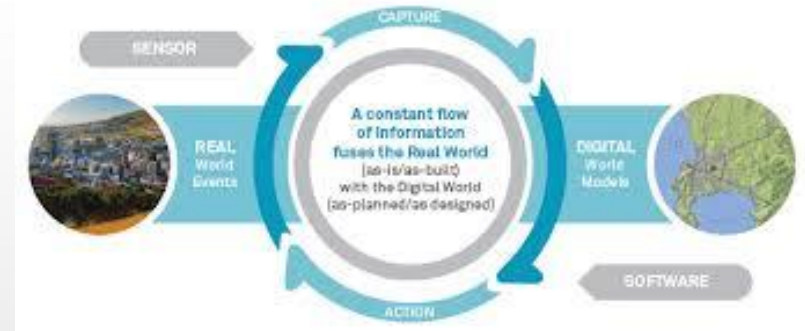 CAPTURE
SENSOR
REAL
World
Events
A constant flow
of information
fuses the Real World
(as-is/as-built)
with the Digital World
(as-planned/as designed)
DIGITAL
World
Models
SOFTWARE
ACTION